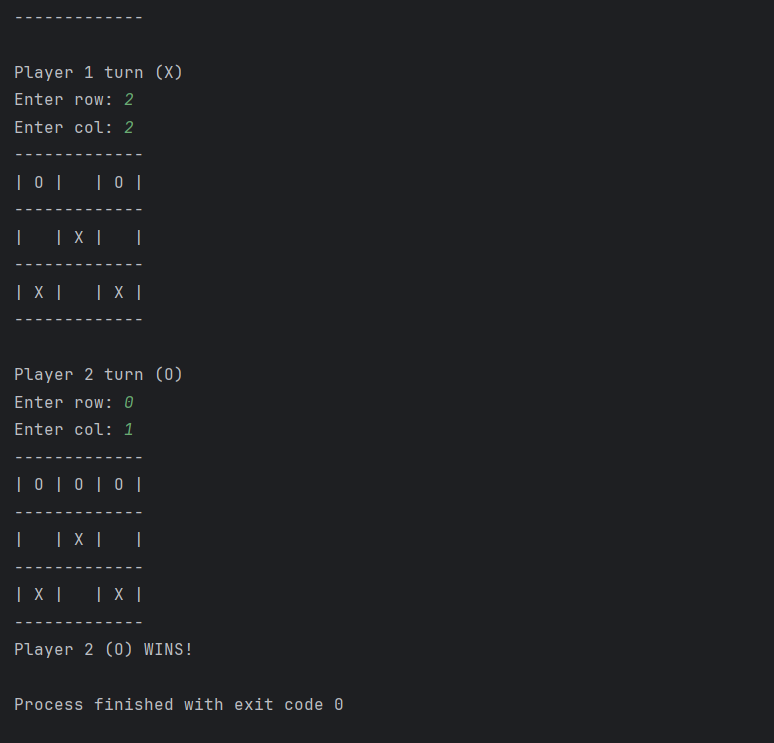 -------------
Player 1 turn (X)
Enter row: 2
Enter col: 2
-------------
| O |   | O |
-------------
|   | X |   |
-------------
| X |   | X |
-------------
Player 2 turn (O)
Enter row: 0
Enter col: 1
-------------
| O | O | O |
-------------
|   | X |   |
-------------
| X |   | X |
-------------
Player 2 (O) WINS!
Process finished with exit code 0